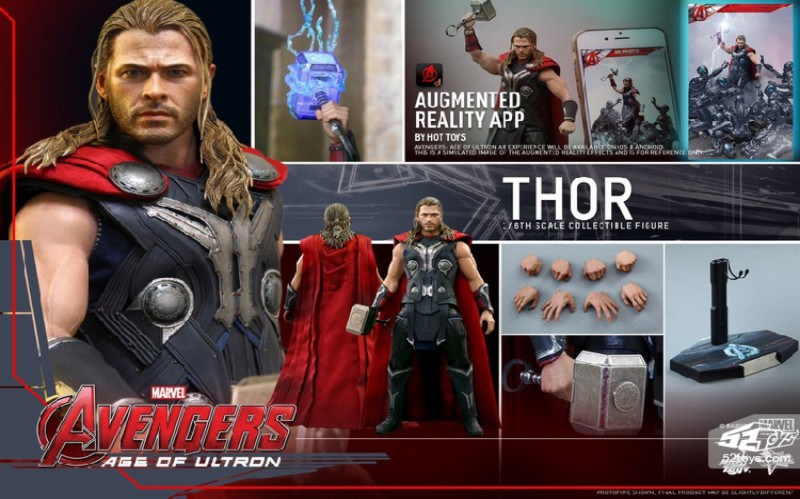 AUGMENTED
REALITY APP
BY HOT TOYS
AVENGERS: AGE OF ULTRON AR EXPERIENCE WILL BE AVAILABLE ON IOS & ANDROID
THIS IS A SIMULATED IMAGE OF THE AUGMENTED REALITY EFFECTS AND IS FOR REFERENCE ONLY
THOR
1/6TH SCALE COLLECTIBLE FIGURE
MARVEL
AVENGERS
AGE OF ULTRON
MARVEL
52TOYS
52toys.com
PROTOTYPE SHOWN, FINAL PRODUCT MAY BE SLIGHTLY DIFFERENT